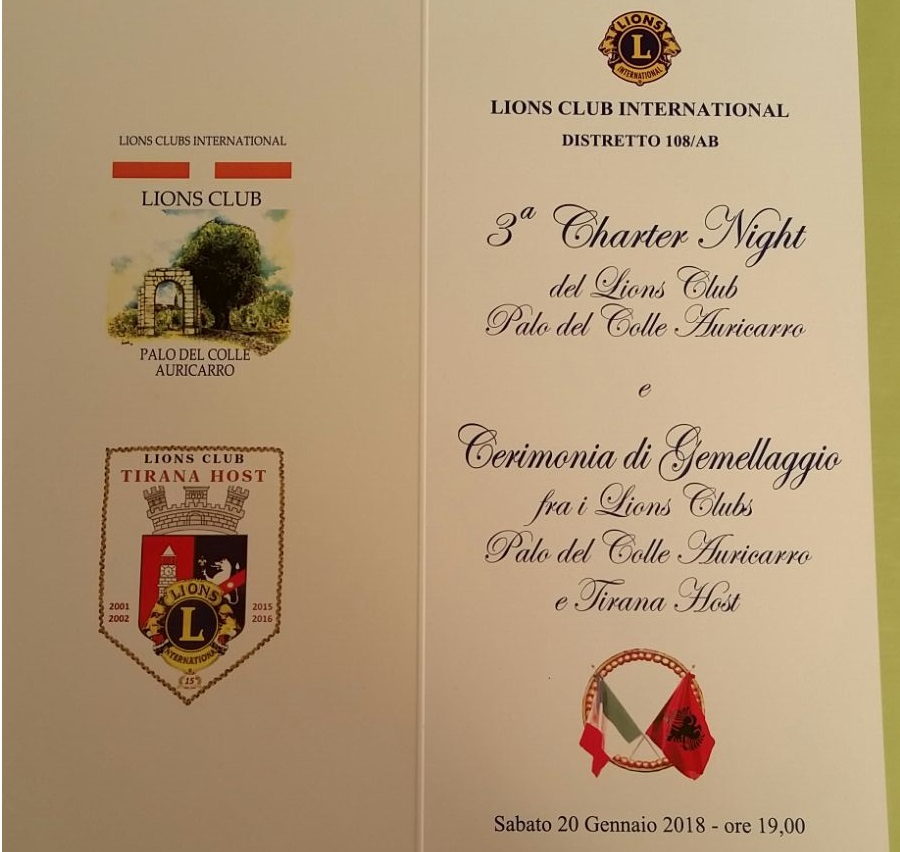 LIONS CLUBS INTERNATIONAL
LIONS CLUB
PALO DEL COLLE
AURICARRO
LIONS CLUB
TIRANA HOST
2001
2002
2015
2016
LIONS
L
INTERNATIONAL
15°
LIONS
L
INTERNATIONAL
LIONS CLUB INTERNATIONAL
DISTRETTO 108/AB
3ª Charter Night
del Lions Club
Palo del Colle Auricarro
e
Cerimonia di Gemellaggio
fra i Lions Clubs
Palo del Colle Auricarro
e Tirana Host
Sabato 20 Gennaio 2018 - ore 19,00